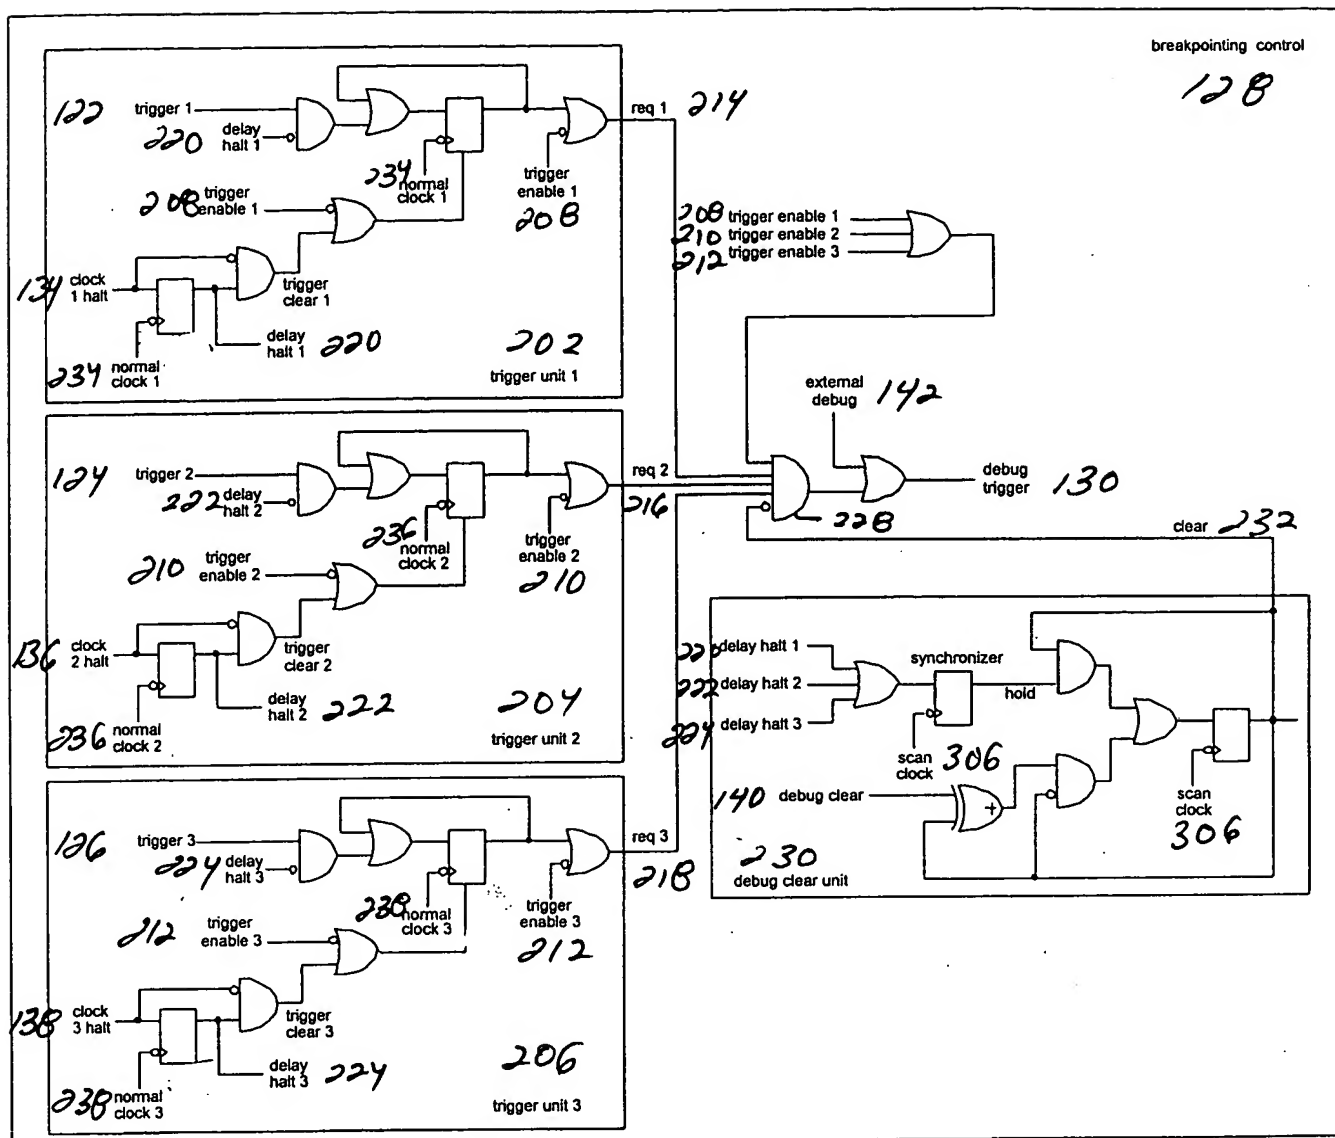 breakpointing control
128
122 trigger 1
220 delay
halt 1
234 normal
clock 1
req 1 214
trigger
enable 1
208
208 trigger
enable 1
134 clock
1 halt
trigger
clear 1
delay
halt 1 220
234 normal
clock 1
202
trigger unit 1
208 trigger enable 1
210 trigger enable 2
212 trigger enable 3
external
debug 142
debug
trigger 130
228
clear 232
124 trigger 2
222 delay
halt 2
236 normal
clock 2
req 2
216
trigger
enable 2
210
210 trigger
enable 2
136 clock
2 halt
trigger
clear 2
delay
halt 2 222
236 normal
clock 2
204
trigger unit 2
220 delay halt 1
222 delay halt 2
224 delay halt 3
synchronizer
hold
scan
clock 306
140 debug clear
+
scan
clock
306
230
debug clear unit
126 trigger 3
224 delay
halt 3
238 normal
clock 3
req 3
218
trigger
enable 3
212
212 trigger
enable 3
138 clock
3 halt
trigger
clear 3
delay
halt 3 224
238 normal
clock 3
206
trigger unit 3